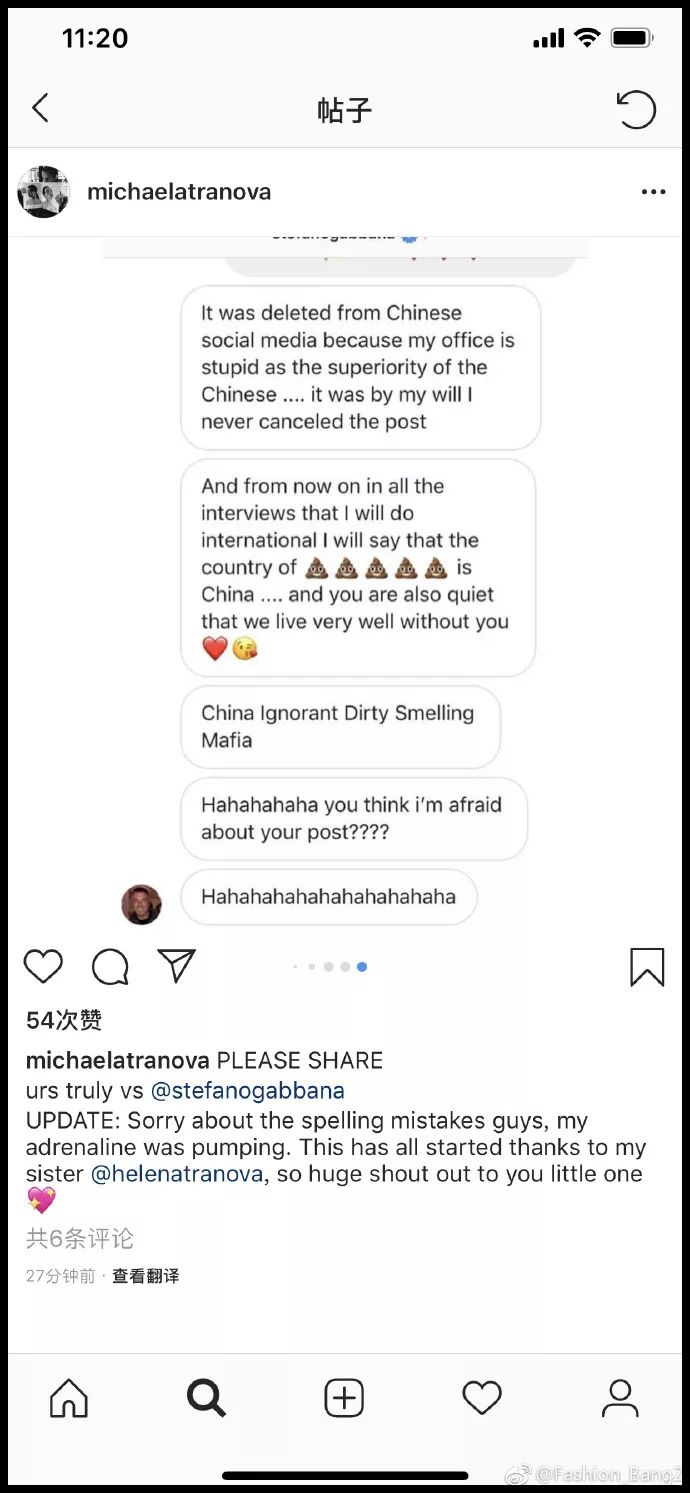 11:20
帖子
michaelatranova
stefanogabbana
It was deleted from Chinese
social media because my office is
stupid as the superiority of the
Chinese .... it was by my will I
never canceled the post
And from now on in all the
interviews that I will do
international I will say that the
country of 💩💩💩💩💩 is
China .... and you are also quiet
that we live very well without you
❤️😘
China Ignorant Dirty Smelling
Mafia
Hahahahaha you think i'm afraid
about your post????
Hahahahahahahahahaha
54次赞
michaelatranova PLEASE SHARE
urs truly vs @stefanogabbana
UPDATE: Sorry about the spelling mistakes guys, my
adrenaline was pumping. This has all started thanks to my
sister @helenatranova, so huge shout out to you little one
💖
共6条评论
27分钟前 · 查看翻译
@Fashion_BangZ